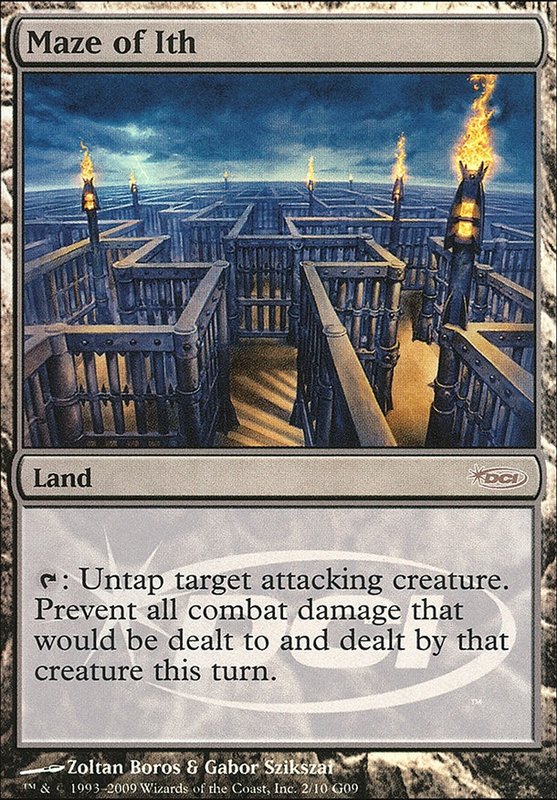 Maze of Ith
Land
DCI
: Untap target attacking creature.
Prevent all combat damage that
would be dealt to and dealt by that
creature this turn.
DCI
™
Zoltan Boros & Gabor Szikszai
™ & © 1993–2009 Wizards of the Coast, Inc. 2/10 G09